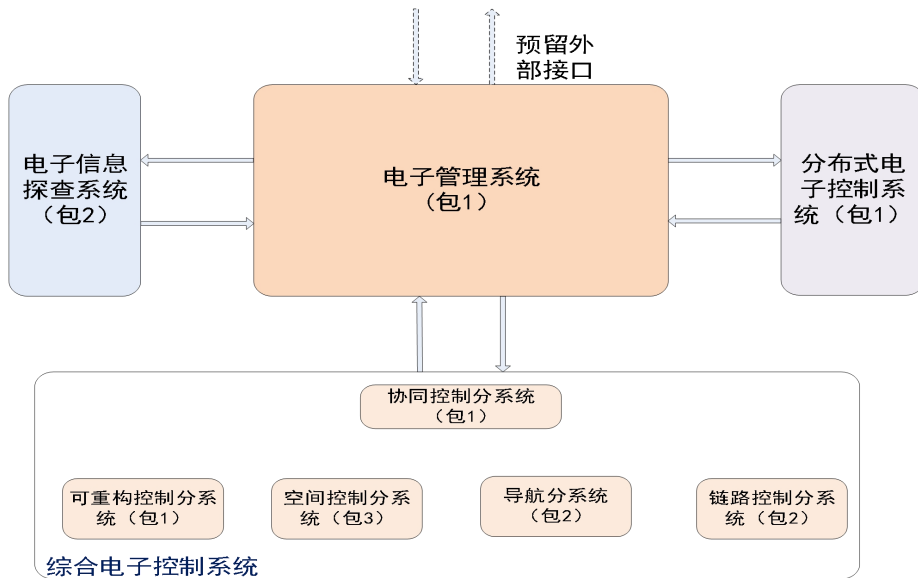 预留外
部接口
电子信息
探查系统
（包2）
电子管理系统
（包1）
分布式电
子控制系
统（包1）
协同控制分系统
（包1）
可重构控制分系
统（包1）
空间控制分系
统（包3）
导航分系统
（包2）
链路控制分系
统（包2）
综合电子控制系统